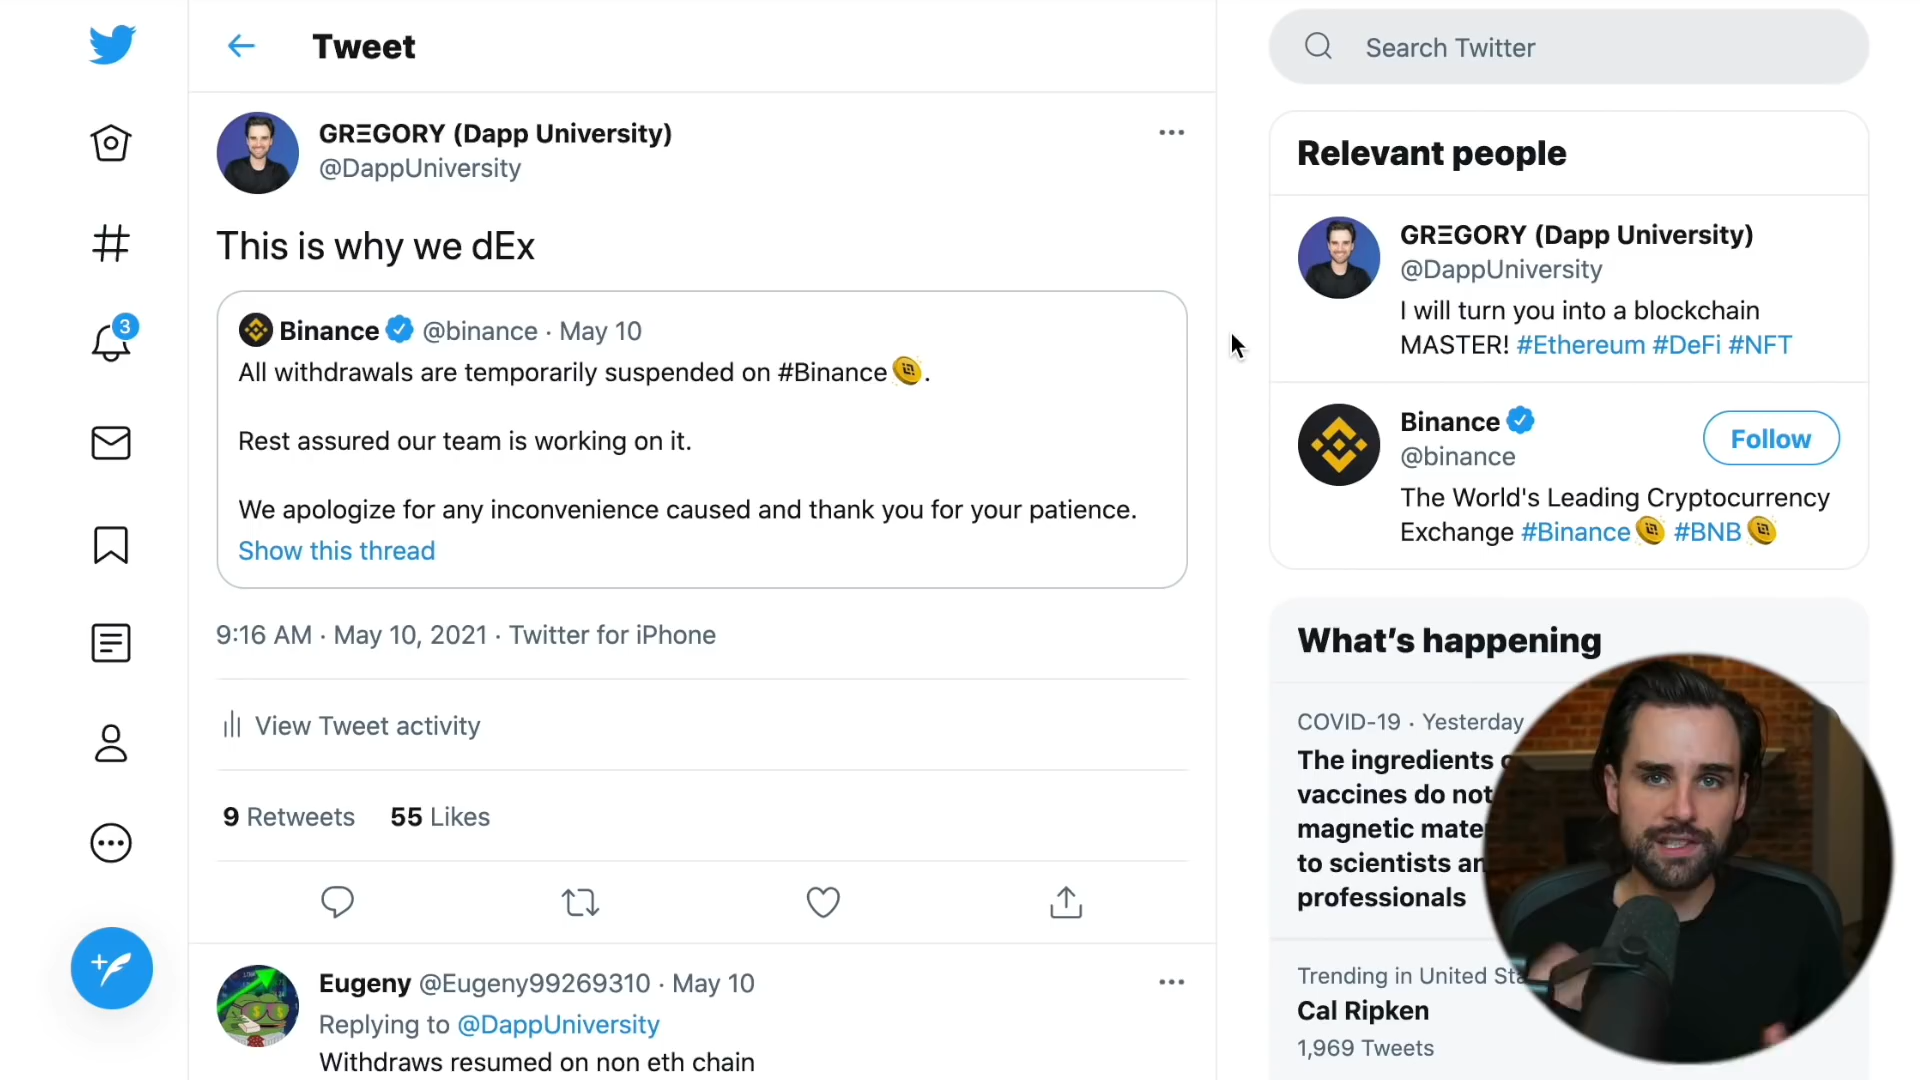 Tweet
GRΞGORY (Dapp University)
@DappUniversity
This is why we dEx
Binance @binance · May 10
All withdrawals are temporarily suspended on #Binance.
Rest assured our team is working on it.
We apologize for any inconvenience caused and thank you for your patience.
Show this thread
9:16 AM · May 10, 2021 · Twitter for iPhone
View Tweet activity
9 Retweets 55 Likes
Eugeny @Eugeny99269310 · May 10
Replying to @DappUniversity
Withdraws resumed on non eth chain
3
Search Twitter
Relevant people
GRΞGORY (Dapp University)
@DappUniversity
I will turn you into a blockchain
MASTER! #Ethereum #DeFi #NFT
Binance
@binance
Follow
The World's Leading Cryptocurrency
Exchange #Binance #BNB
What's happening
COVID-19 · Yesterday
The ingredients
vaccines do not
magnetic
to scientists
professionals
Trending in United
Cal Ripken
1,969 Tweets